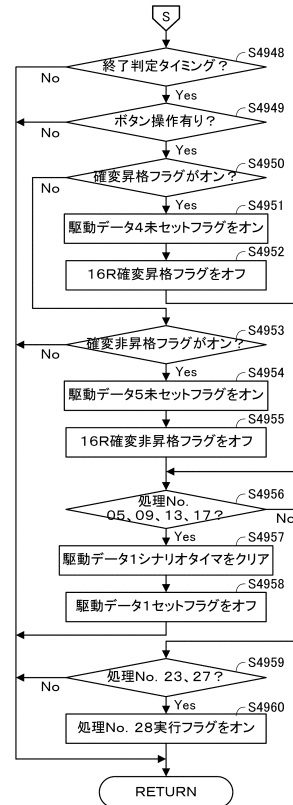 S
S4948
終了判定タイミング?
No
Yes
S4949
ボタン操作有り?
No
Yes
S4950
確変昇格フラグがオン?
No
Yes
S4951
駆動データ4未セットフラグをオン
S4952
16R確変昇格フラグをオフ
S4953
確変非昇格フラグがオン?
No
Yes
S4954
駆動データ5未セットフラグをオン
S4955
16R確変非昇格フラグをオフ
S4956
処理No.
05、09、13、17?
No
Yes
S4957
駆動データ1シナリオタイマをクリア
S4958
駆動データ1セットフラグをオフ
S4959
処理No. 23、27?
No
Yes
S4960
処理No. 28実行フラグをオン
RETURN